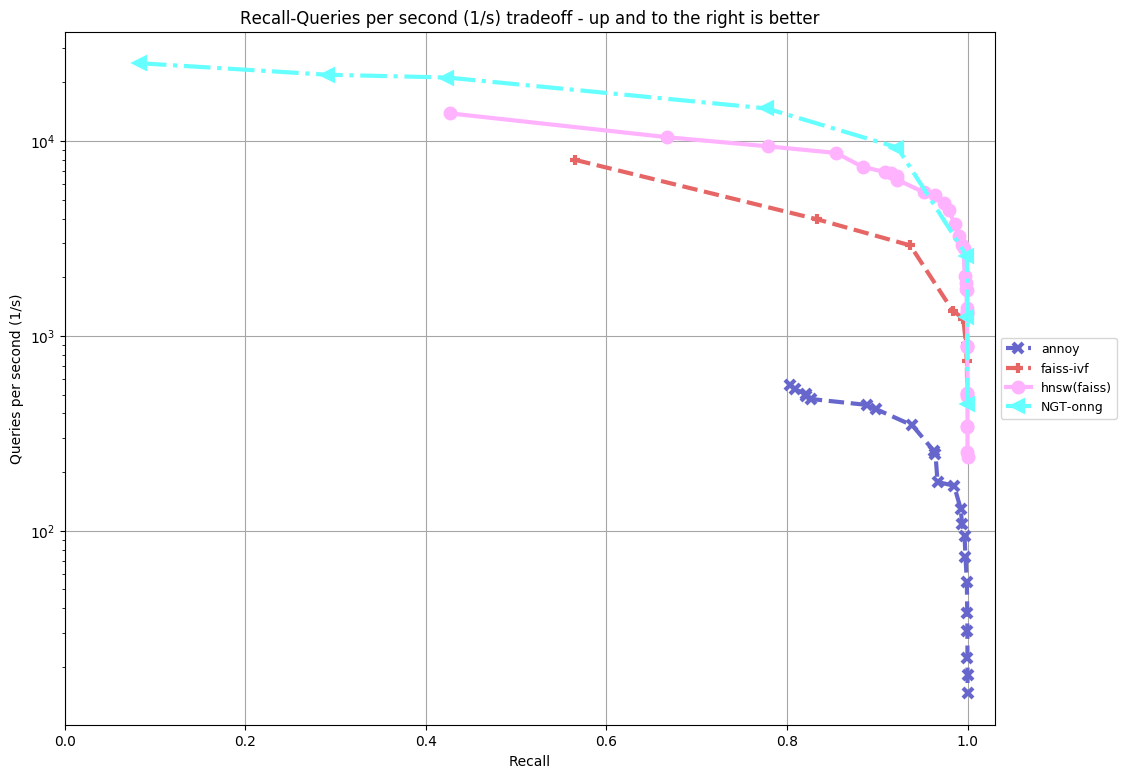 Recall-Queries per second (1/s) tradeoff - up and to the right is better
Queries per second (1/s)
10^4
10^3
10^2
0.0 0.2 0.4 0.6 0.8 1.0
Recall
annoy
faiss-ivf
hnsw(faiss)
NGT-onng